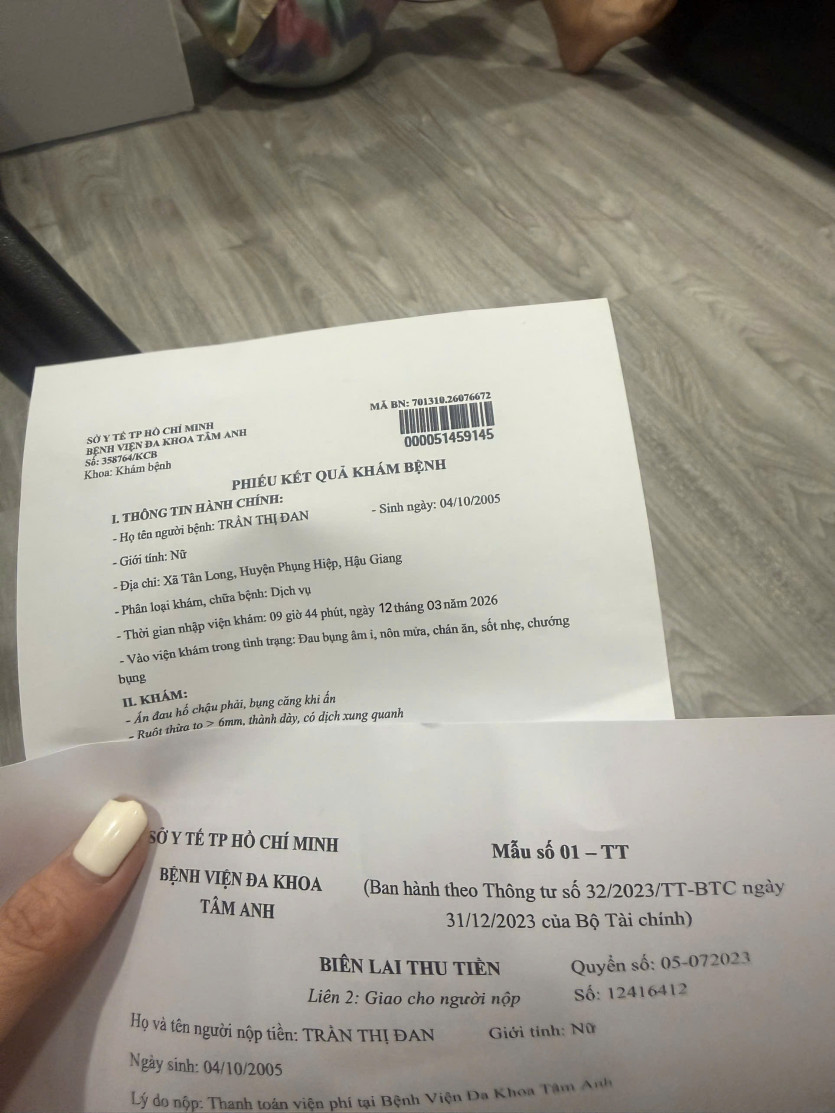 SỞ Y TẾ TP HỒ CHÍ MINH
BỆNH VIỆN ĐA KHOA TÂM ANH
Số: 358764/KCB
Khoa: Khám bệnh
MÃ BN: 701310.26076672
000051459145
PHIẾU KẾT QUẢ KHÁM BỆNH
I. THÔNG TIN HÀNH CHÍNH:
- Họ tên người bệnh: TRẦN THỊ ĐAN
- Sinh ngày: 04/10/2005
- Giới tính: Nữ
- Địa chỉ: Xã Tân Long, Huyện Phụng Hiệp, Hậu Giang
- Phân loại khám, chữa bệnh: Dịch vụ
- Thời gian nhập viện khám: 09 giờ 44 phút, ngày 12 tháng 03 năm 2026
- Vào viện khám trong tình trạng: Đau bụng âm ỉ, nôn mửa, chán ăn, sốt nhẹ, chướng
bụng
II. KHÁM:
- Ấn đau hố chậu phải, bụng căng khi ấn
- Ruột thừa to > 6mm, thành dày, có dịch xung quanh
SỞ Y TẾ TP HỒ CHÍ MINH
BỆNH VIỆN ĐA KHOA
TÂM ANH
Mẫu số 01 – TT
(Ban hành theo Thông tư số 32/2023/TT-BTC ngày
31/12/2023 của Bộ Tài chính)
BIÊN LAI THU TIỀN
Liên 2: Giao cho người nộp
Quyển số: 05-072023
Số: 12416412
Họ và tên người nộp tiền: TRẦN THỊ ĐAN
Giới tính: Nữ
Ngày sinh: 04/10/2005
Lý do nộp: Thanh toán viện phí tại Bệnh Viện Đa Khoa Tâm Anh